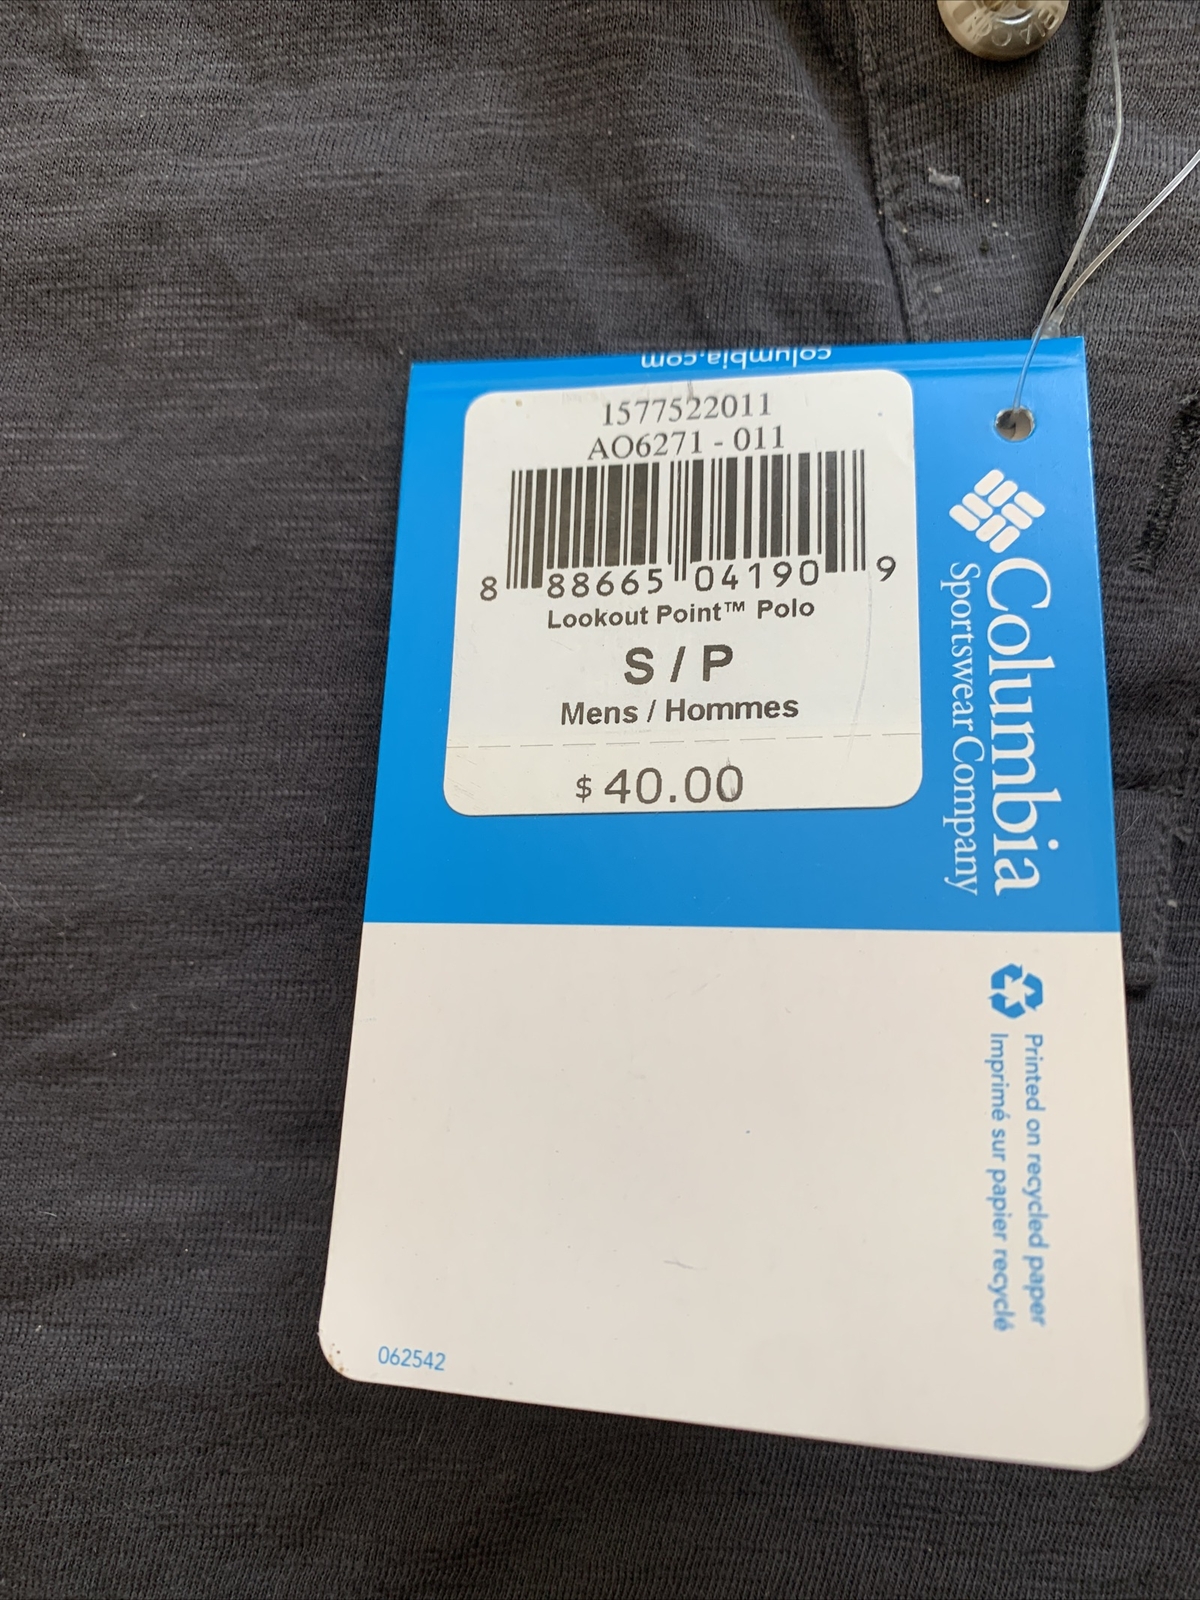 columbia.com
1577522011
AO6271 - 011
8 88665 04190 9
Lookout Point™ Polo
S / P
Mens / Hommes
$ 40.00
Columbia
Sportswear Company
Printed on recycled paper
Imprimé sur papier recyclé
062542